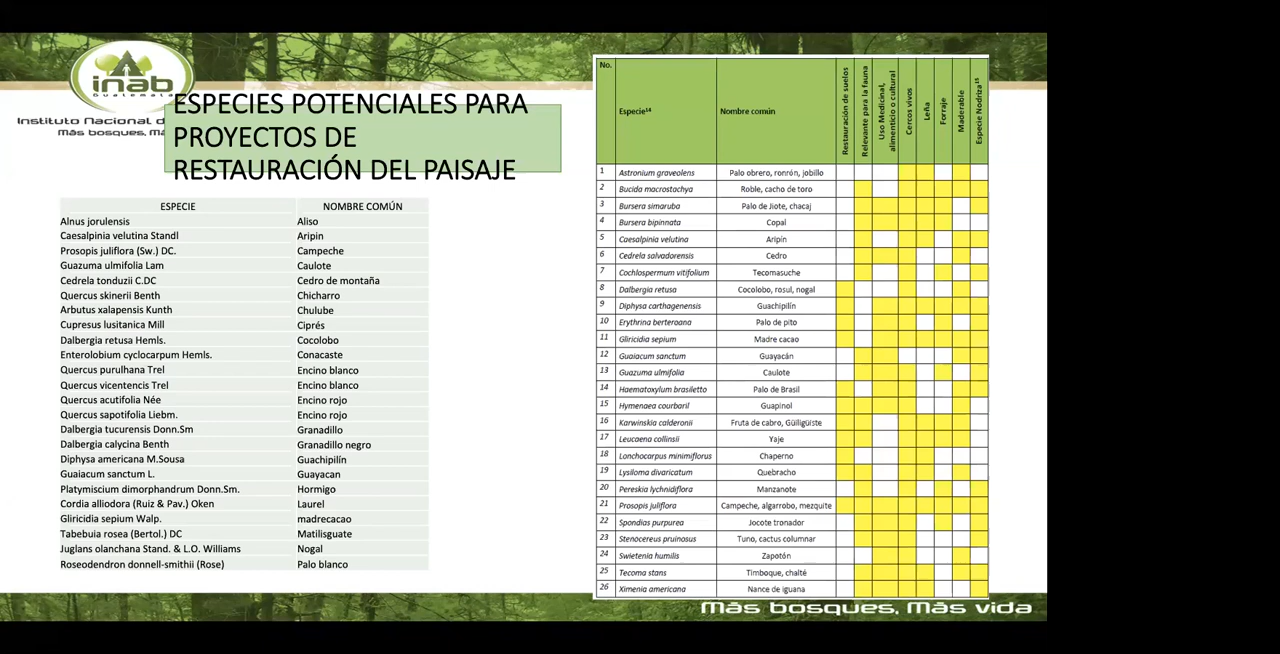 inab
Guatemala
Instituto Nacional d
Más bosques, Má
ESPECIES POTENCIALES PARA
PROYECTOS DE
RESTAURACIÓN DEL PAISAJE
ESPECIE NOMBRE COMÚN
Alnus jorulensis Aliso
Caesalpinia velutina Standl Aripin
Prosopis juliflora (Sw.) DC. Campeche
Guazuma ulmifolia Lam Caulote
Cedrela tonduzii C.DC Cedro de montaña
Quercus skinerii Benth Chicharro
Arbutus xalapensis Kunth Chulube
Cupresus lusitanica Mill Ciprés
Dalbergia retusa Hemls. Cocolobo
Enterolobium cyclocarpum Hemls. Conacaste
Quercus purulhana Trel Encino blanco
Quercus vicentencis Trel Encino blanco
Quercus acutifolia Née Encino rojo
Quercus sapotifolia Liebm. Encino rojo
Dalbergia tucurensis Donn.Sm Granadillo
Dalbergia calycina Benth Granadillo negro
Diphysa americana M.Sousa Guachipilín
Guaiacum sanctum L. Guayacan
Platymiscium dimorphandrum Donn.Sm. Hormigo
Cordia alliodora (Ruiz & Pav.) Oken Laurel
Gliricidia sepium Walp. madrecacao
Tabebuia rosea (Bertol.) DC Matilisguate
Juglans olanchana Stand. & L.O. Williams Nogal
Roseodendron donnell-smithii (Rose) Palo blanco
No. Especie¹⁴ Nombre común Restauración de suelos Relevante para la fauna Uso Medicinal, alimenticio o cultural Cercos vivos Leña Forraje Maderable Especie Nodriza¹⁵
1 Astronium graveolens Palo obrero, ronrón, jobillo
2 Bucida macrostachya Roble, cacho de toro
3 Bursera simaruba Palo de Jiote, chacaj
4 Bursera bipinnata Copal
5 Caesalpinia velutina Aripín
6 Cedrela salvadorensis Cedro
7 Cochlospermum vitifolium Tecomasuche
8 Dalbergia retusa Cocolobo, rosul, nogal
9 Diphysa carthagenensis Guachipilín
10 Erythrina berteroana Palo de pito
11 Gliricidia sepium Madre cacao
12 Guaiacum sanctum Guayacán
13 Guazuma ulmifolia Caulote
14 Haematoxylum brasiletto Palo de Brasil
15 Hymenaea courbaril Guapinol
16 Karwinskia calderonii Fruta de cabro, Güiligüiste
17 Leucaena collinsii Yaje
18 Lonchocarpus minimiflorus Chaperno
19 Lysiloma divaricatum Quebracho
20 Pereskia lychnidiflora Manzanote
21 Prosopis juliflora Campeche, algarrobo, mezquite
22 Spondias purpurea Jocote tronador
23 Stenocereus pruinosus Tuno, cactus columnar
24 Swietenia humilis Zapotón
25 Tecoma stans Timboque, chalté
26 Ximenia americana Nance de iguana
Más bosques, Más vida